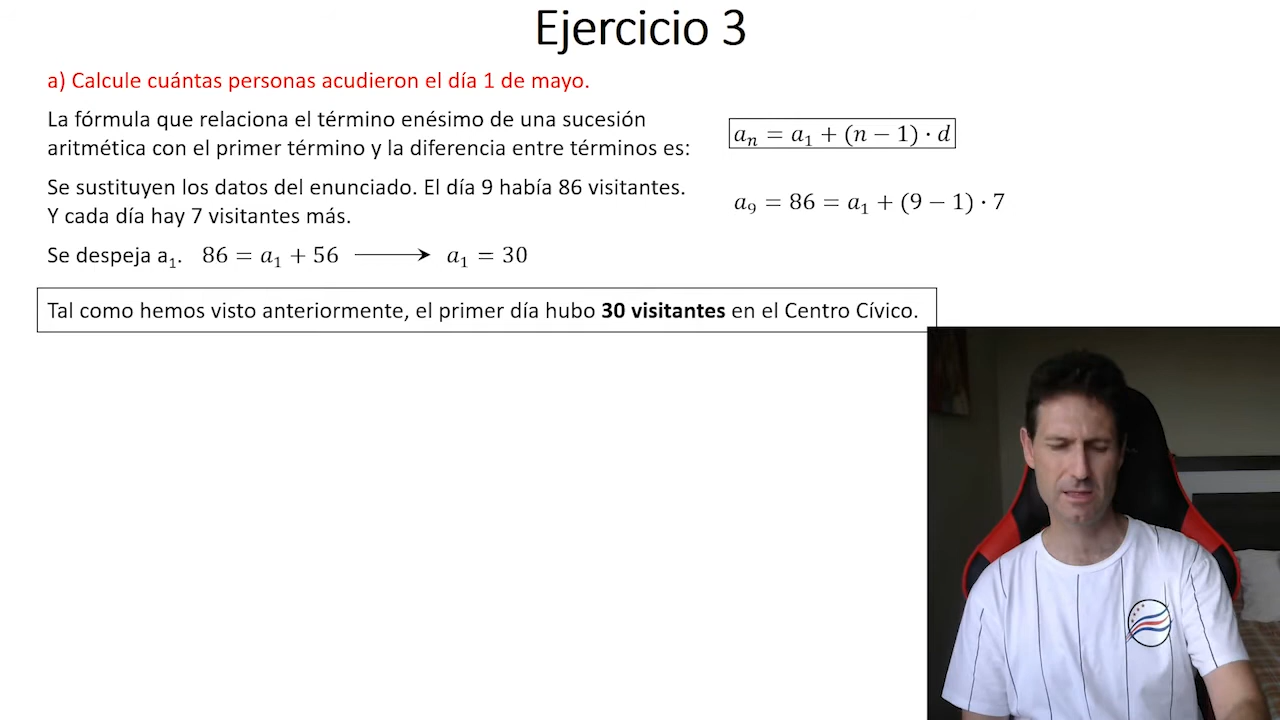 Ejercicio 3
a) Calcule cuántas personas acudieron el día 1 de mayo.
La fórmula que relaciona el término enésimo de una sucesión
aritmética con el primer término y la diferencia entre términos es:
aₙ = a₁ + (n − 1) · d
Se sustituyen los datos del enunciado. El día 9 había 86 visitantes.
Y cada día hay 7 visitantes más.
a₉ = 86 = a₁ + (9 − 1) · 7
Se despeja a₁. 86 = a₁ + 56 → a₁ = 30
Tal como hemos visto anteriormente, el primer día hubo 30 visitantes en el Centro Cívico.